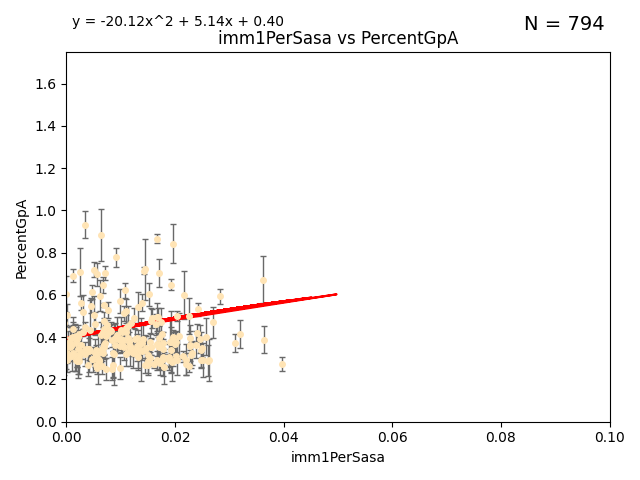 y = -20.12x^2 + 5.14x + 0.40
N = 794
imm1PerSasa vs PercentGpA
PercentGpA
1.6
1.4
1.2
1.0
0.8
0.6
0.4
0.2
0.0
0.00 0.02 0.04 0.06 0.08 0.10
imm1PerSasa